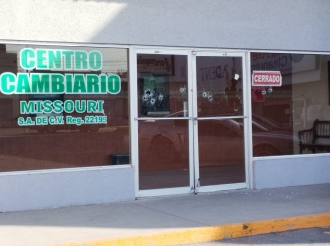 CENTRO
CAMBIARIO
MISSOURI
S.A. DE C.V. Reg. 22195
CERRADO